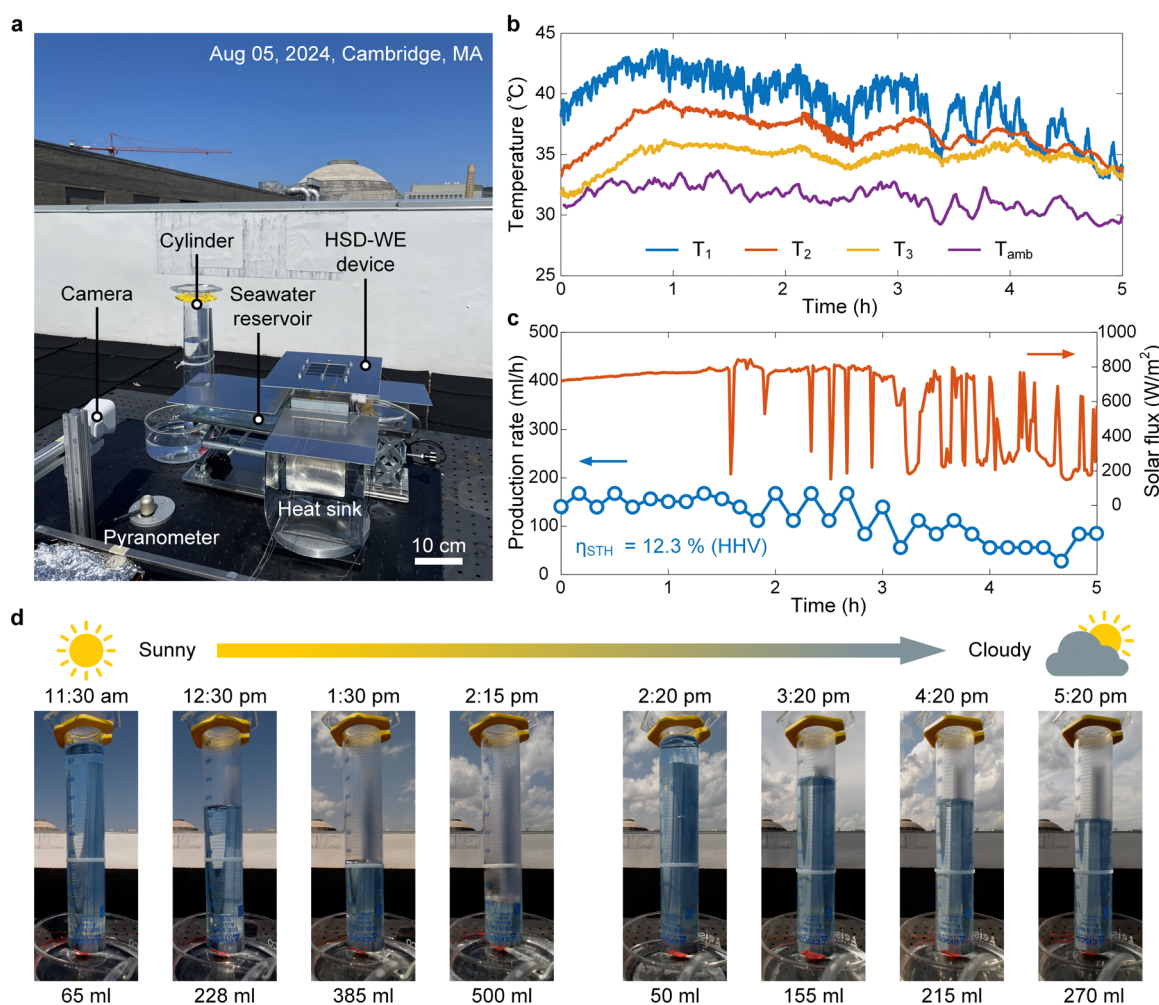 a
Aug 05, 2024, Cambridge, MA
Cylinder
HSD-WE
device
Camera
Seawater
reservoir
Heat sink
Pyranometer
10 cm
b
45
40
35
30
25
Temperature (℃)
T1
T2
T3
Tamb
0
1
2
3
4
5
Time (h)
c
500
400
300
200
100
0
Production rate (ml/h)
1000
800
600
400
200
0
Solar flux (W/m²)
ηSTH = 12.3 % (HHV)
0
1
2
3
4
5
Time (h)
d
Sunny
Cloudy
11:30 am
12:30 pm
1:30 pm
2:15 pm
2:20 pm
3:20 pm
4:20 pm
5:20 pm
65 ml
228 ml
385 ml
500 ml
50 ml
155 ml
215 ml
270 ml